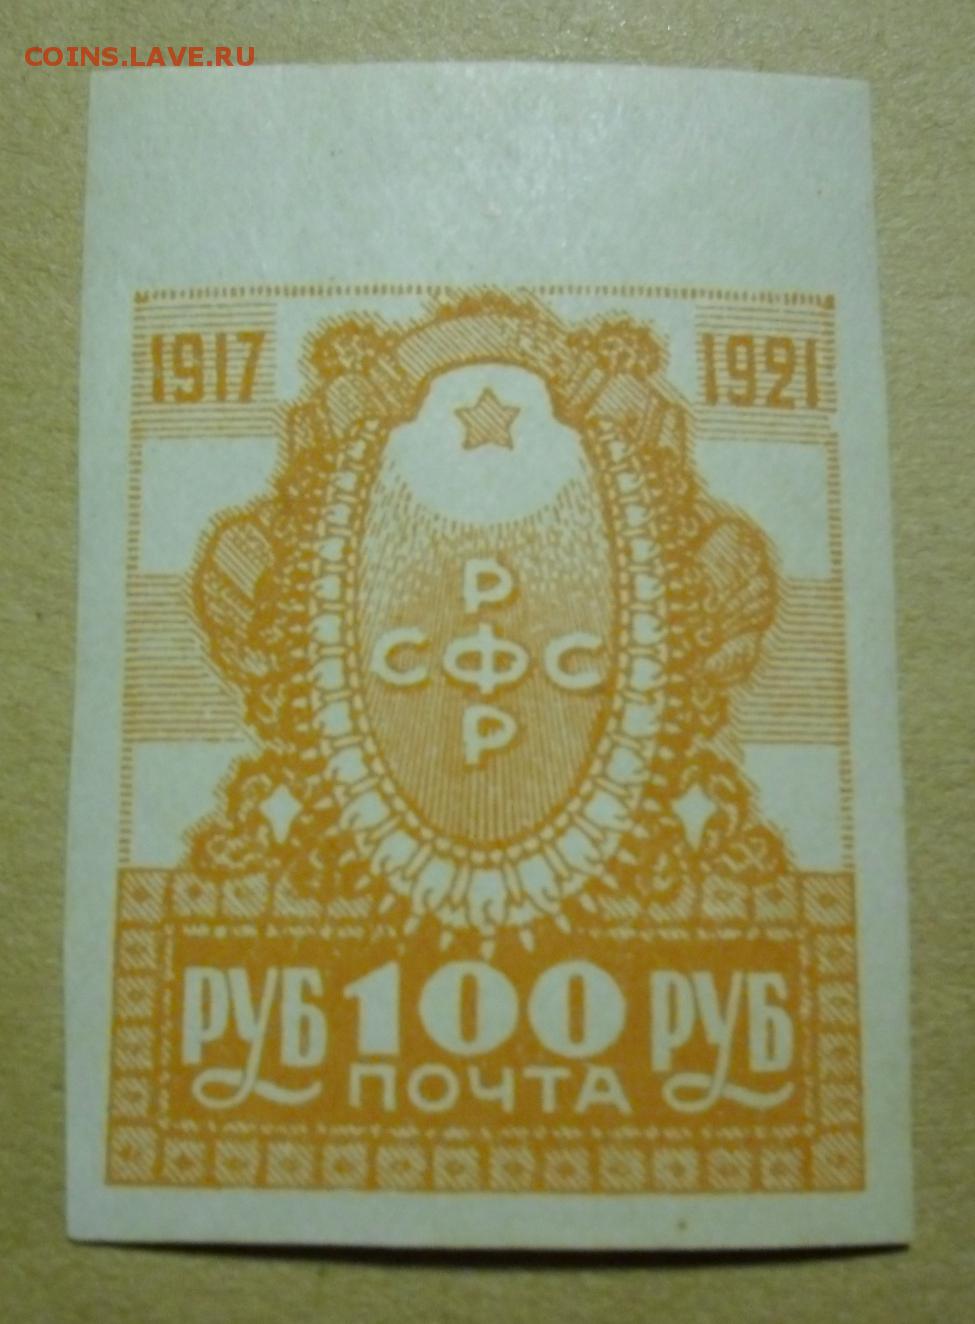 COINS.LAVE.RU
1917 1921
Р
СФС
Р
РУБ 100 РУБ
ПОЧТА